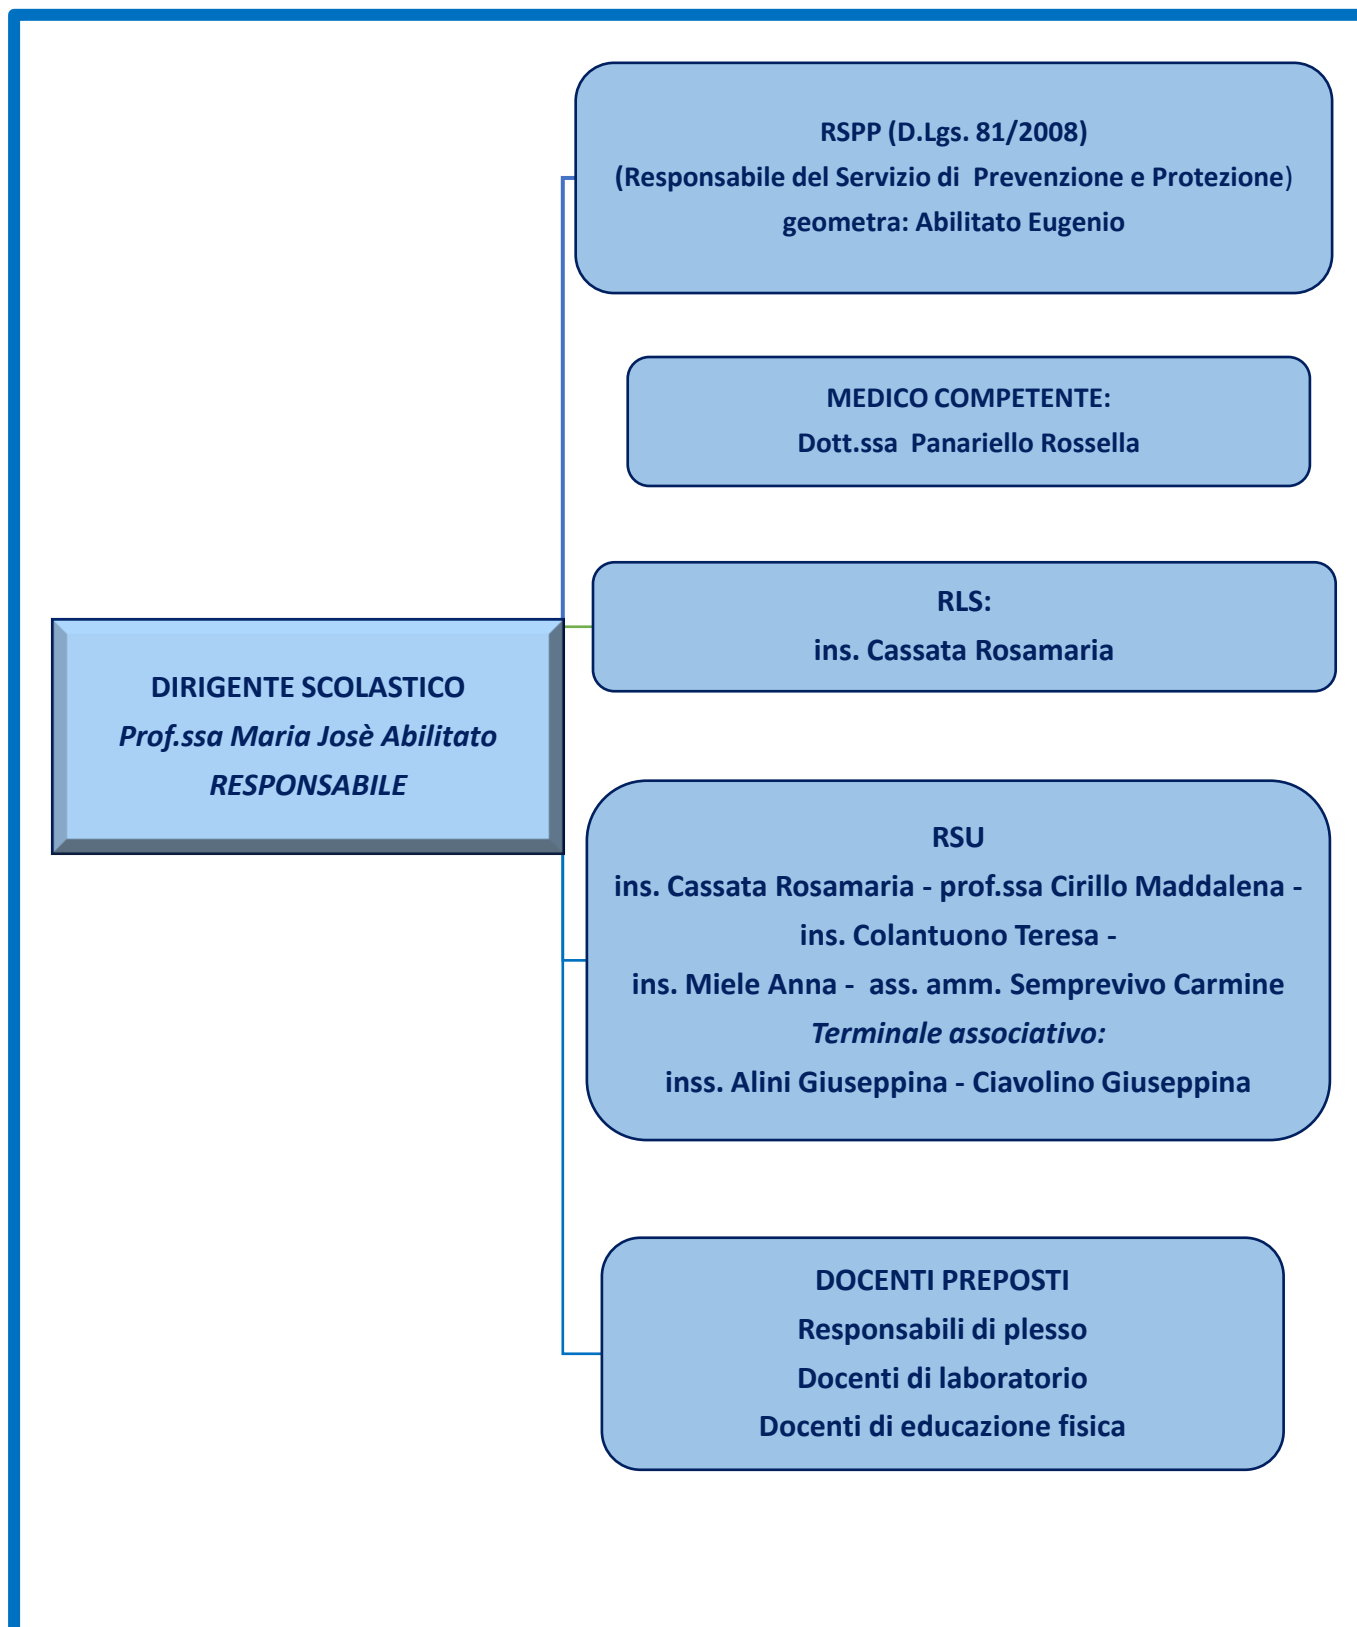 RSPP (D.Lgs. 81/2008)
(Responsabile del Servizio di  Prevenzione e Protezione)
geometra: Abilitato Eugenio
MEDICO COMPETENTE:
Dott.ssa  Panariello Rossella
RLS:
ins. Cassata Rosamaria
DIRIGENTE SCOLASTICO
Prof.ssa Maria Josè Abilitato
RESPONSABILE
RSU
ins. Cassata Rosamaria - prof.ssa Cirillo Maddalena -
ins. Colantuono Teresa -
ins. Miele Anna -  ass. amm. Semprevivo Carmine
Terminale associativo:
inss. Alini Giuseppina - Ciavolino Giuseppina
DOCENTI PREPOSTI
Responsabili di plesso
Docenti di laboratorio
Docenti di educazione fisica